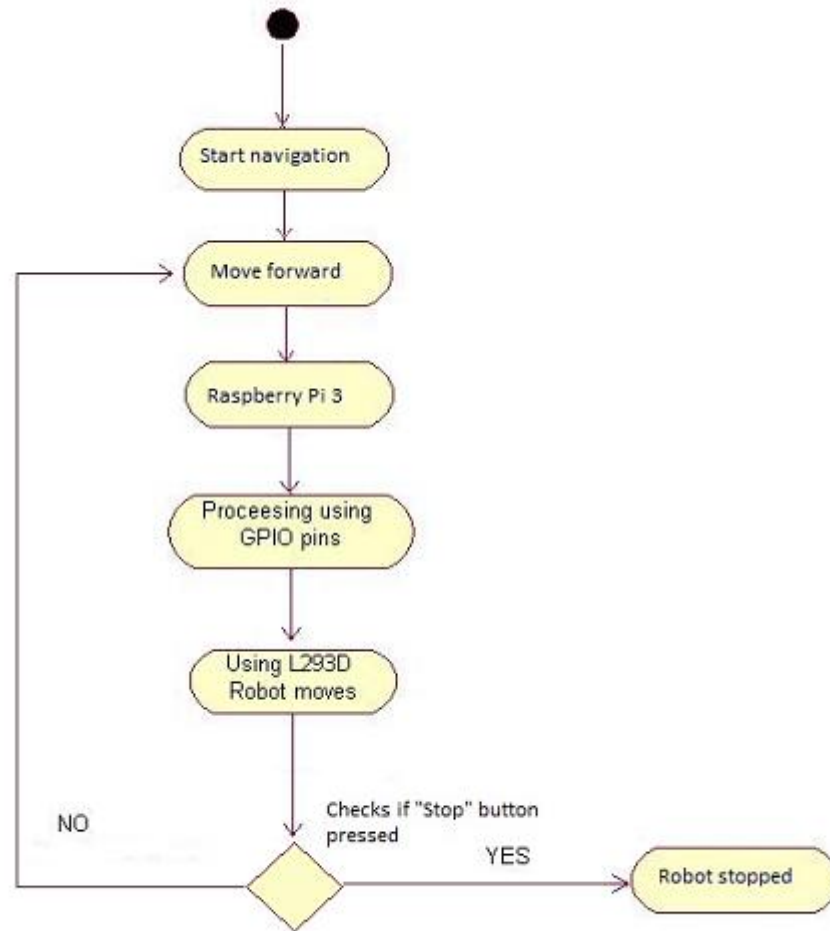 Start navigation
Move forward
Raspberry Pi 3
Proceesing using
GPIO pins
Using L293D
Robot moves
Checks if "Stop" button
pressed
NO
YES
Robot stopped